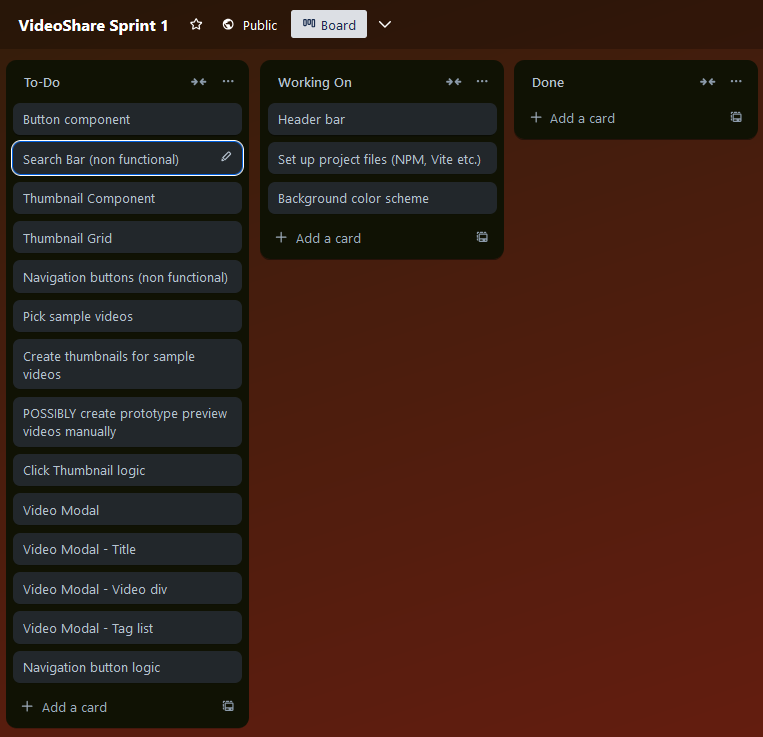 VideoShare Sprint 1
Public
Board
To-Do
Button component
Search Bar (non functional)
Thumbnail Component
Thumbnail Grid
Navigation buttons (non functional)
Pick sample videos
Create thumbnails for sample
videos
POSSIBLY create prototype preview
videos manually
Click Thumbnail logic
Video Modal
Video Modal - Title
Video Modal - Video div
Video Modal - Tag list
Navigation button logic
Add a card
Working On
Header bar
Set up project files (NPM, Vite etc.)
Background color scheme
Add a card
Done
Add a card